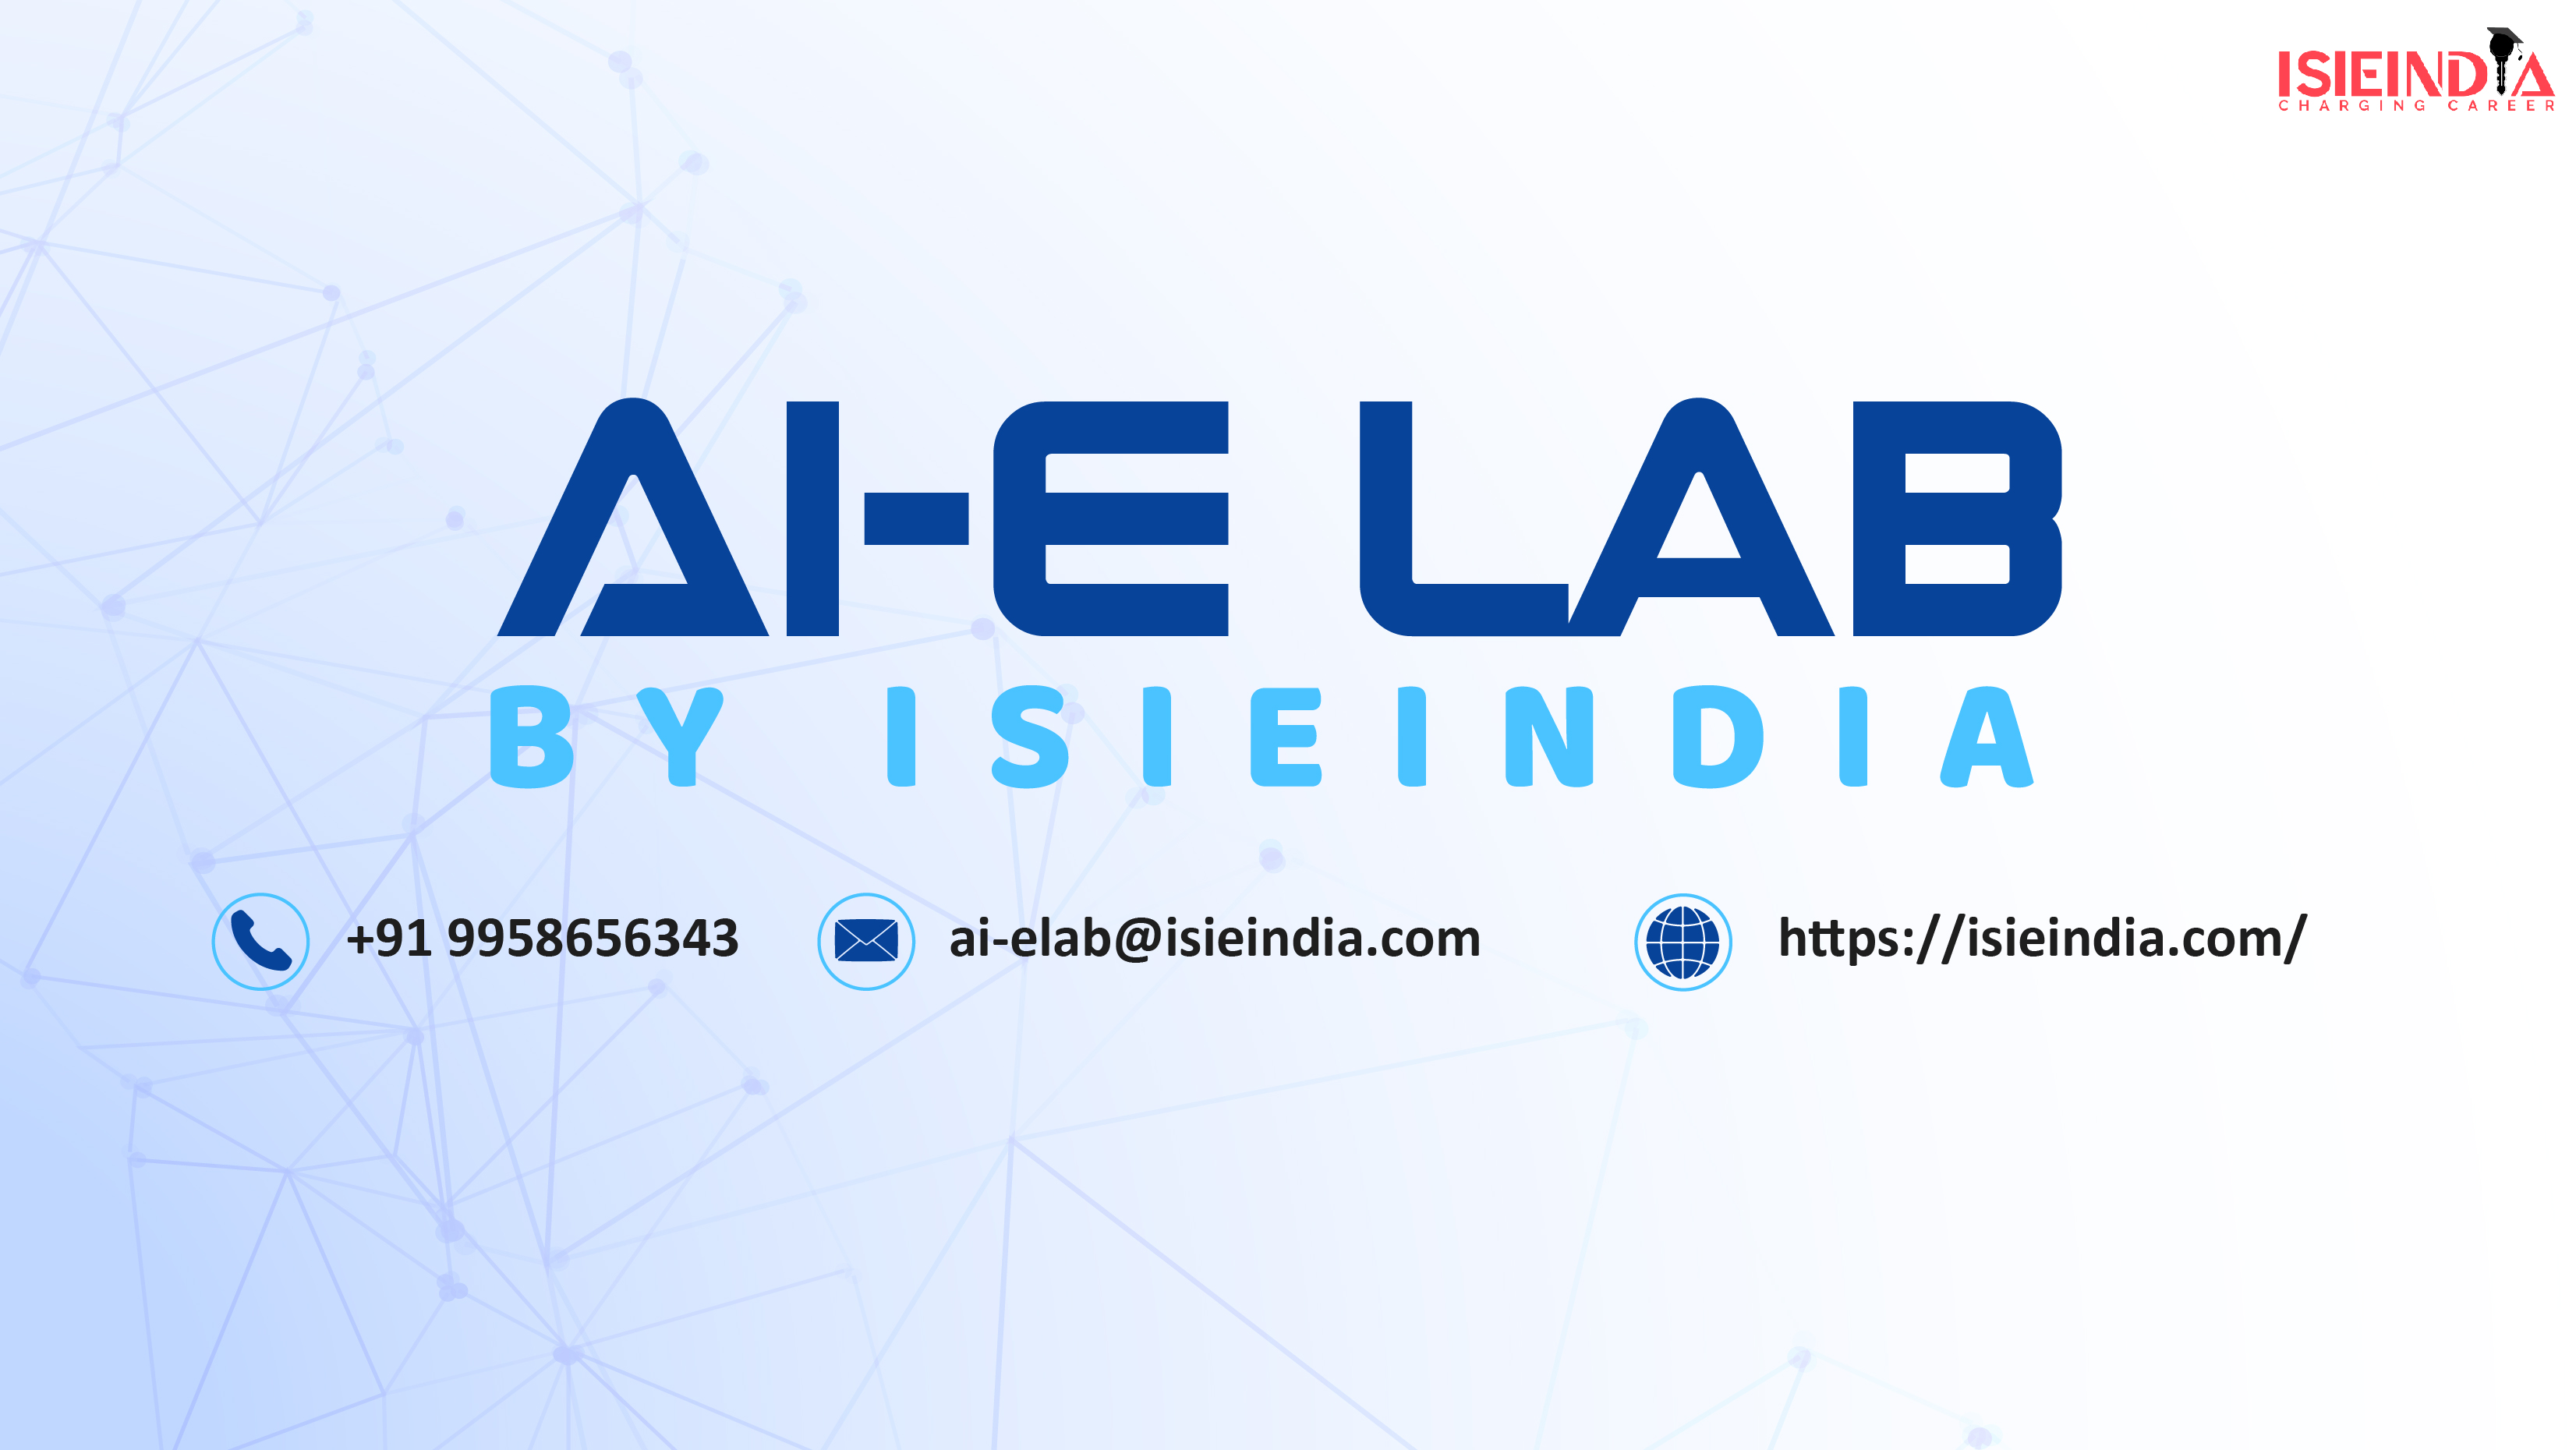 ISIEINDIA
CHARGING CAREER
AI-E LAB
BY ISIEINDIA
+91 9958656343
ai-elab@isieindia.com
https://isieindia.com/